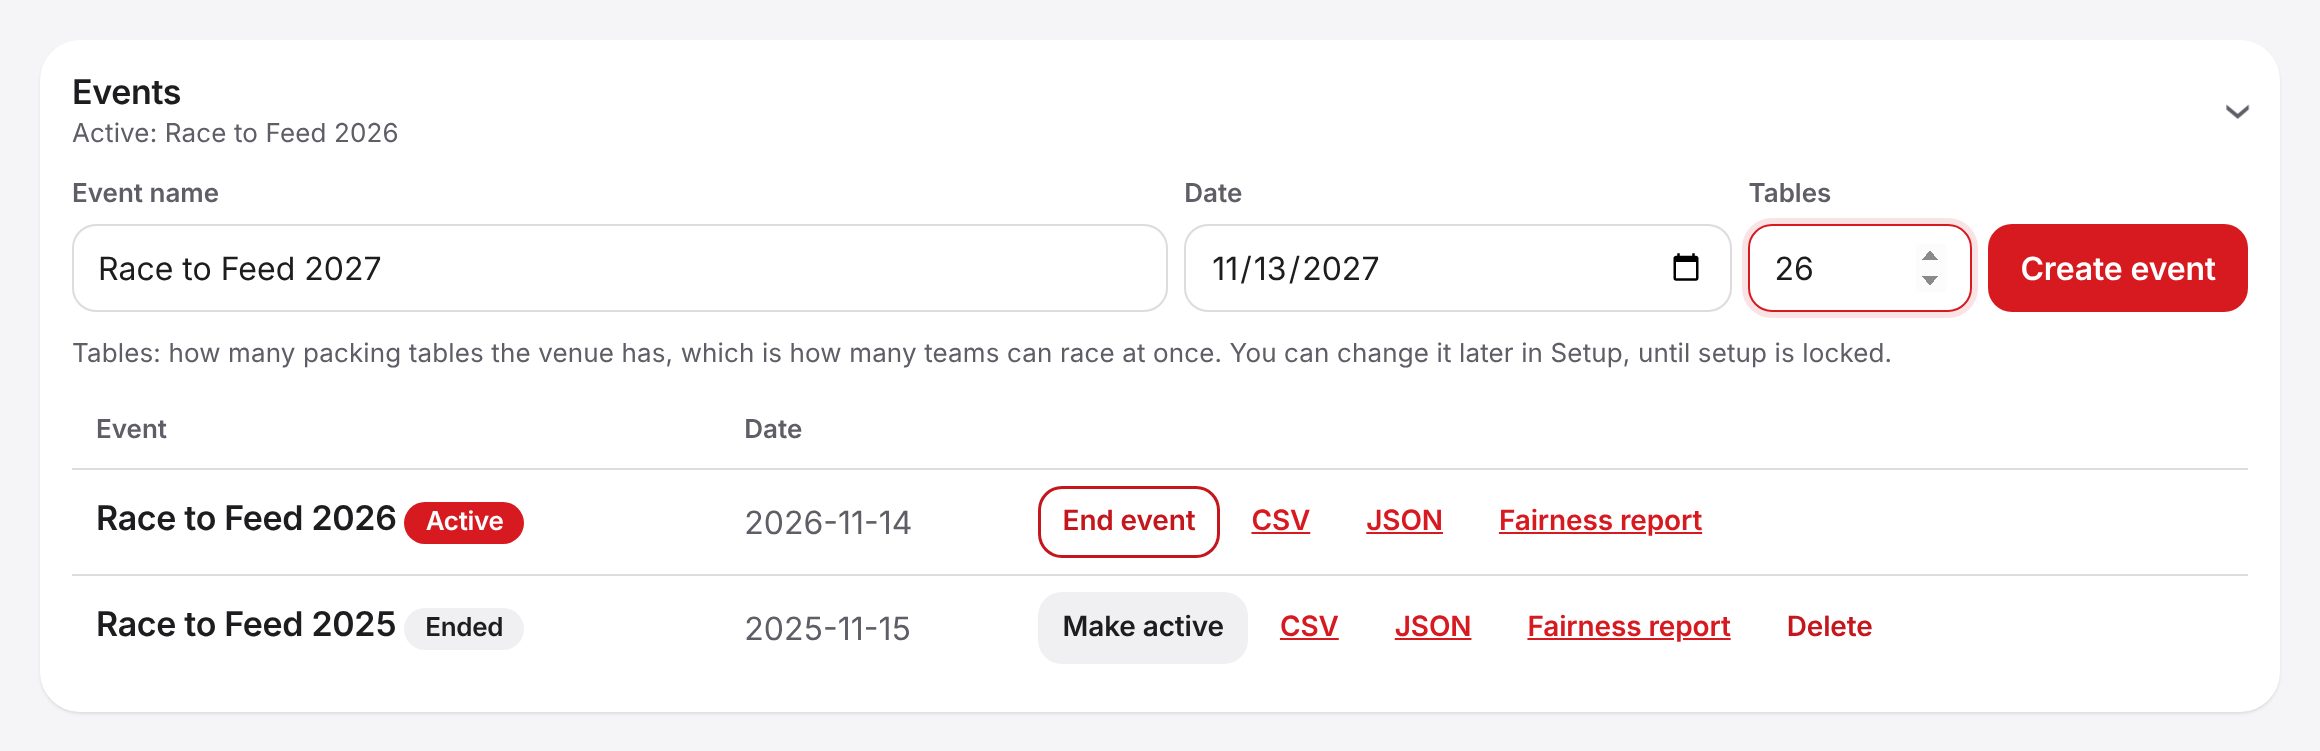 Events
Active: Race to Feed 2026
Event name Date Tables
Race to Feed 2027 11/13/2027 26 Create event
Tables: how many packing tables the venue has, which is how many teams can race at once. You can change it later in Setup, until setup is locked.
Event Date
Race to Feed 2026 Active 2026-11-14 End event CSV JSON Fairness report
Race to Feed 2025 Ended 2025-11-15 Make active CSV JSON Fairness report Delete